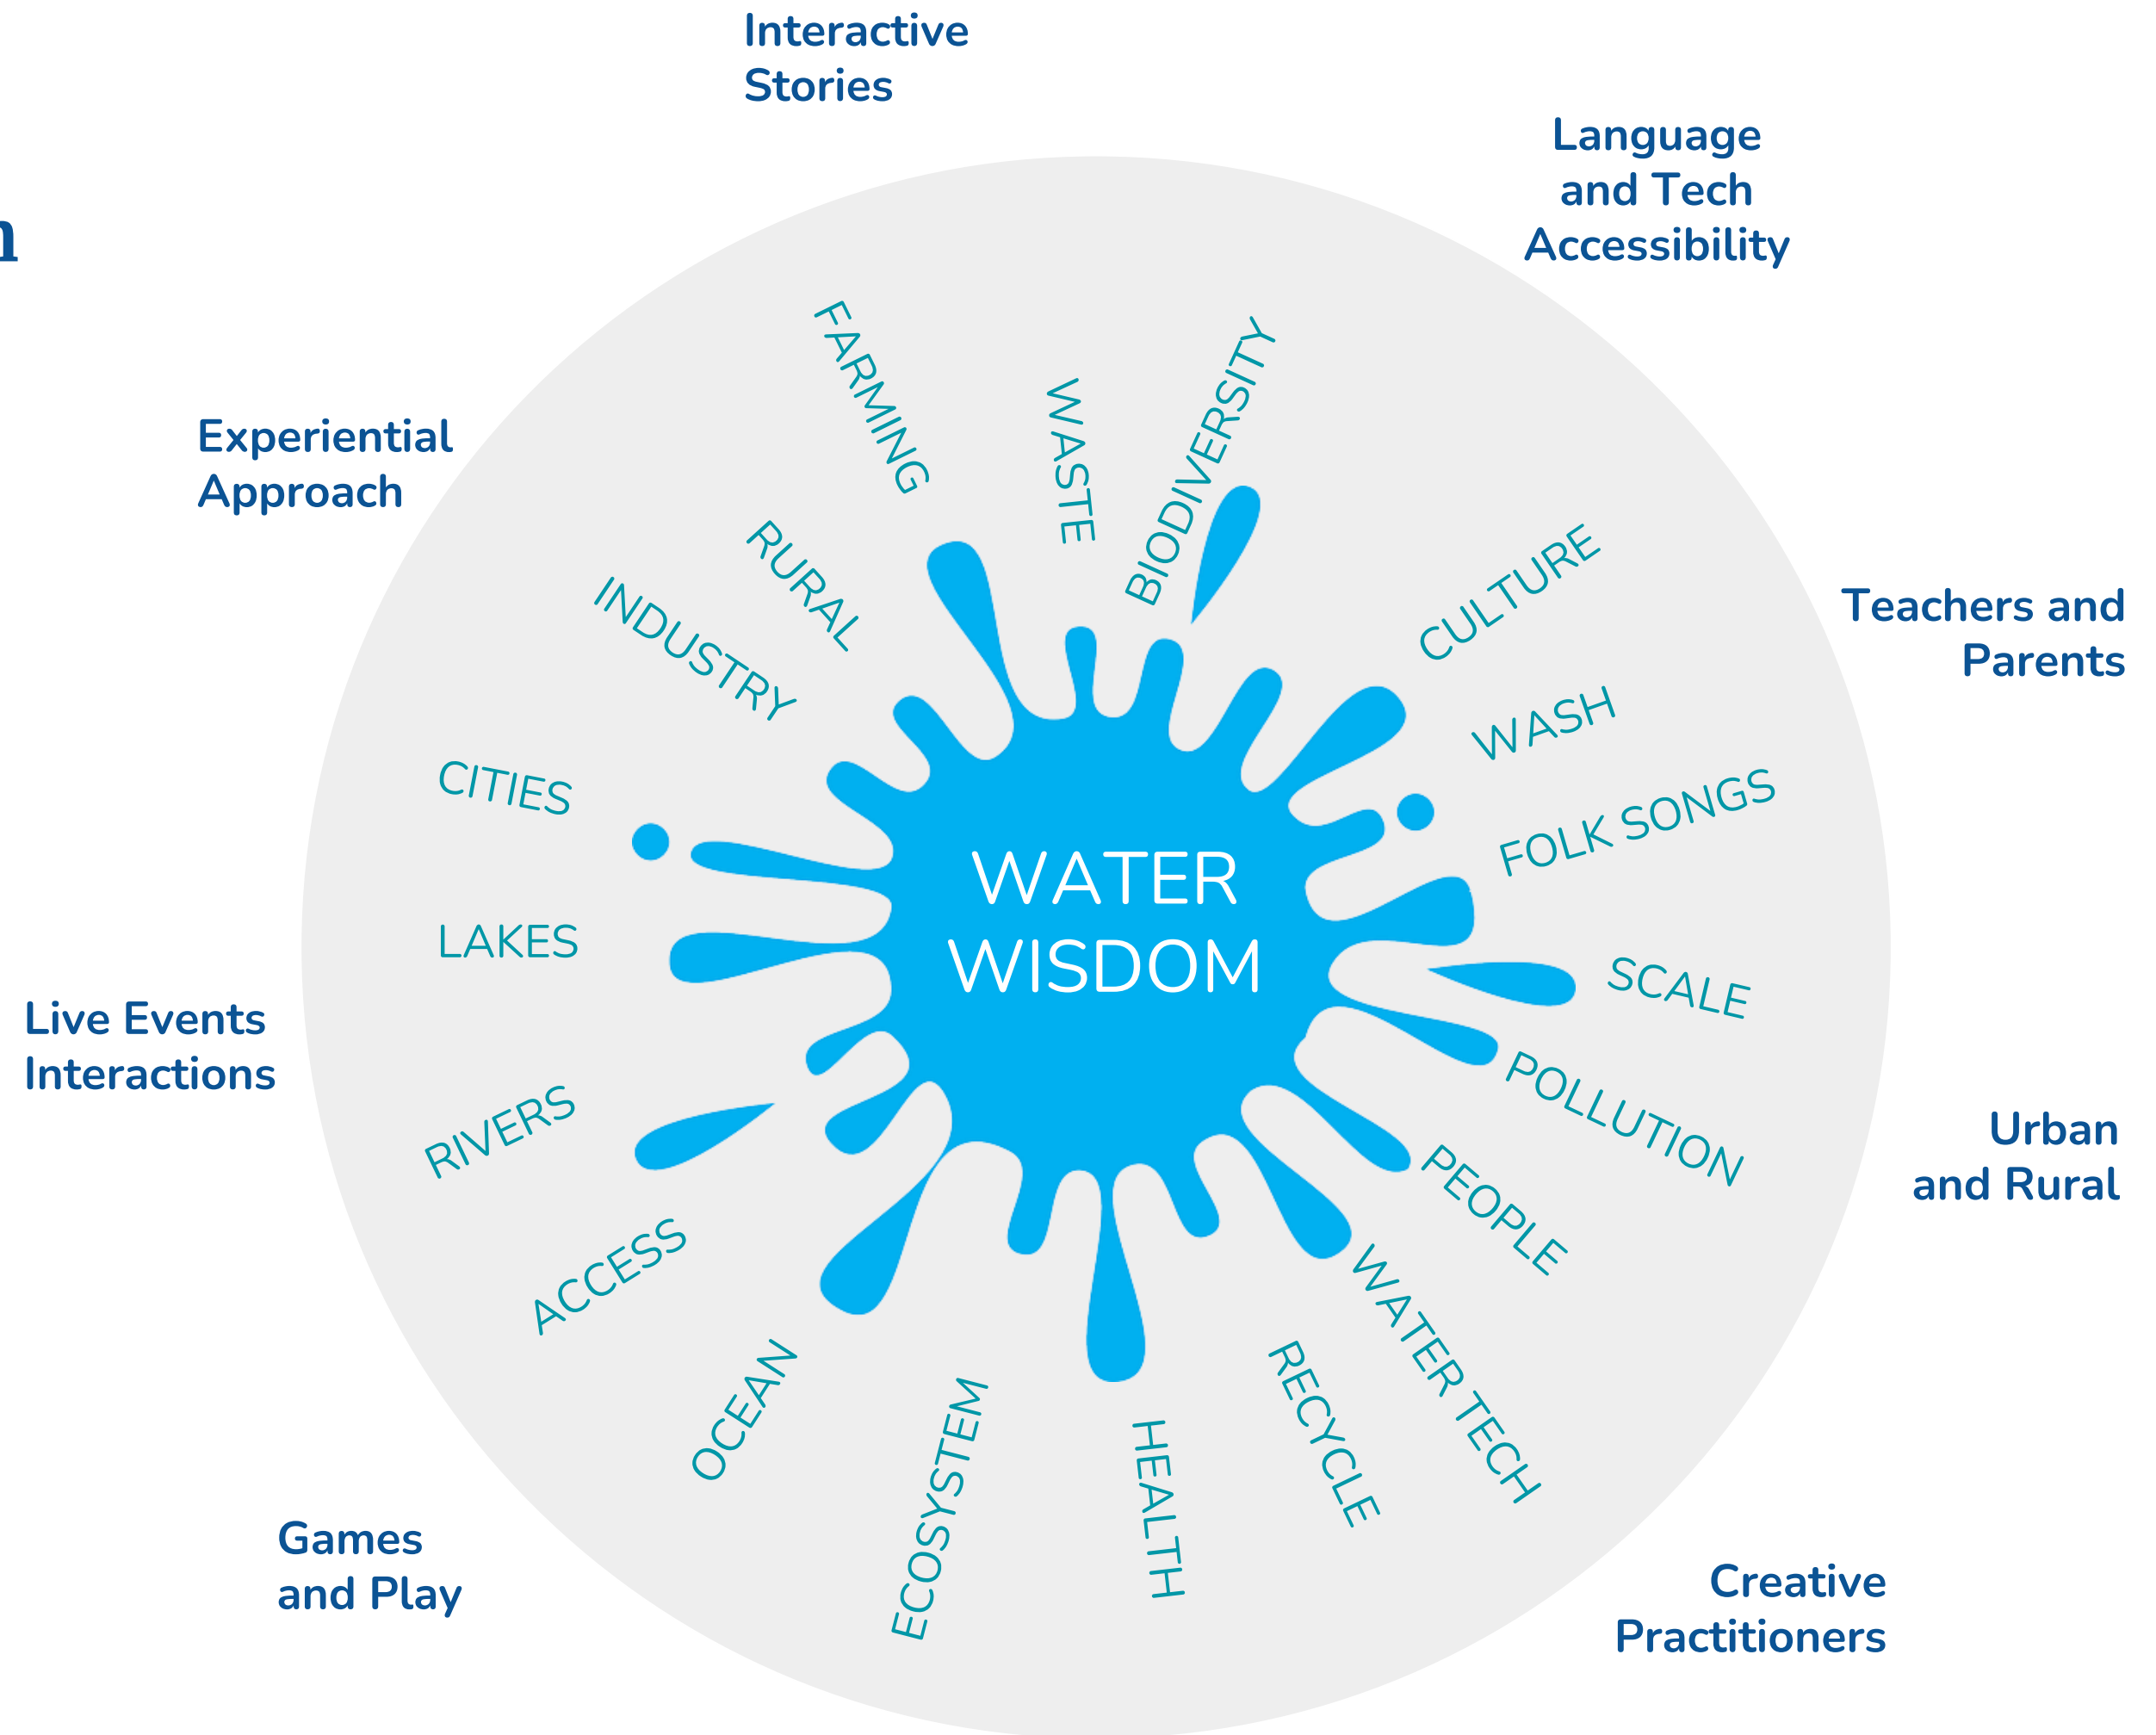 Interactive
Stories
Language
and Tech
Accessibility
n
Experiential
Approach
Teachers and
Parents
Live Events
Interactions
Urban
and Rural
Games
and Play
Creative
Practitioners
FARMING
WASTE
BIODIVERSITY
RURAL
CULTURE
INDUSTRY
WASH
CITIES
FOLK SONGS
WATER
WISDOM
LAKES
SCALE
RIVERS
POLLUTION
PEOPLE
ACCESS
WATER TECH
OCEAN
RECYCLE
ECOSYSTEM
HEALTH